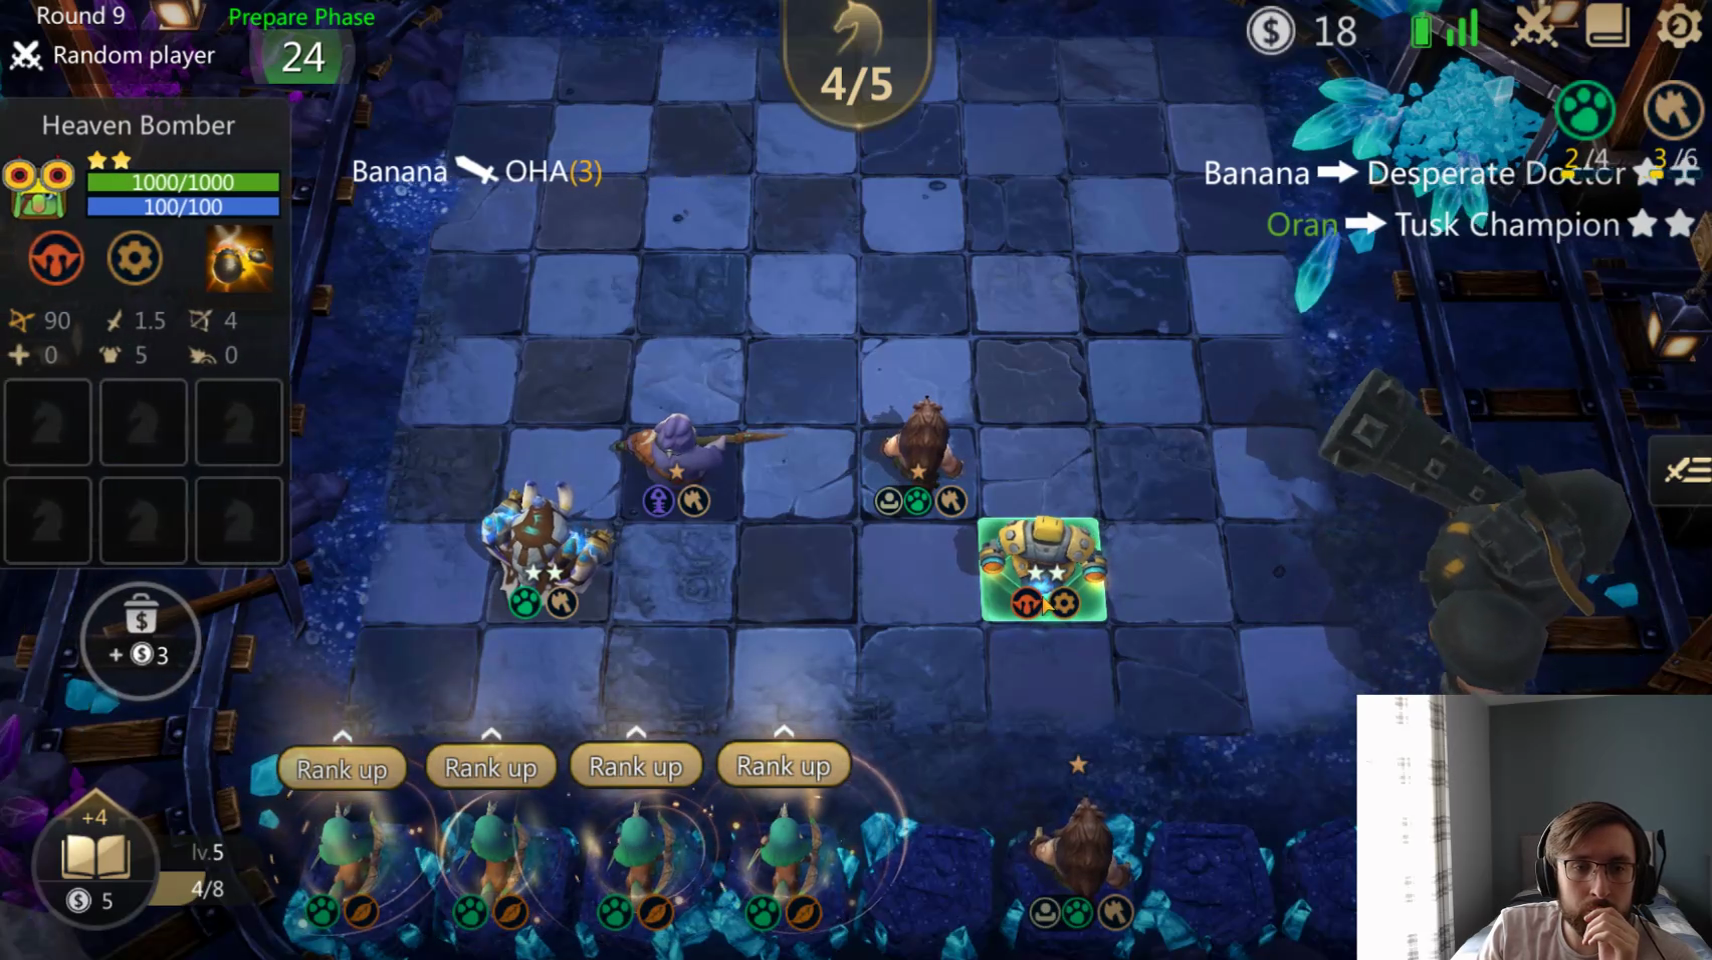 Round 9
Prepare Phase
Random player
24
4/5
18
2/4
3/6
Heaven Bomber
1000/1000
100/100
Banana OHA(3)
Banana Desperate Doctor
Oran Tusk Champion
90 1.5 4
0 5 0
+ 3
Rank up
Rank up
Rank up
Rank up
+4
5
lv.5
4/8